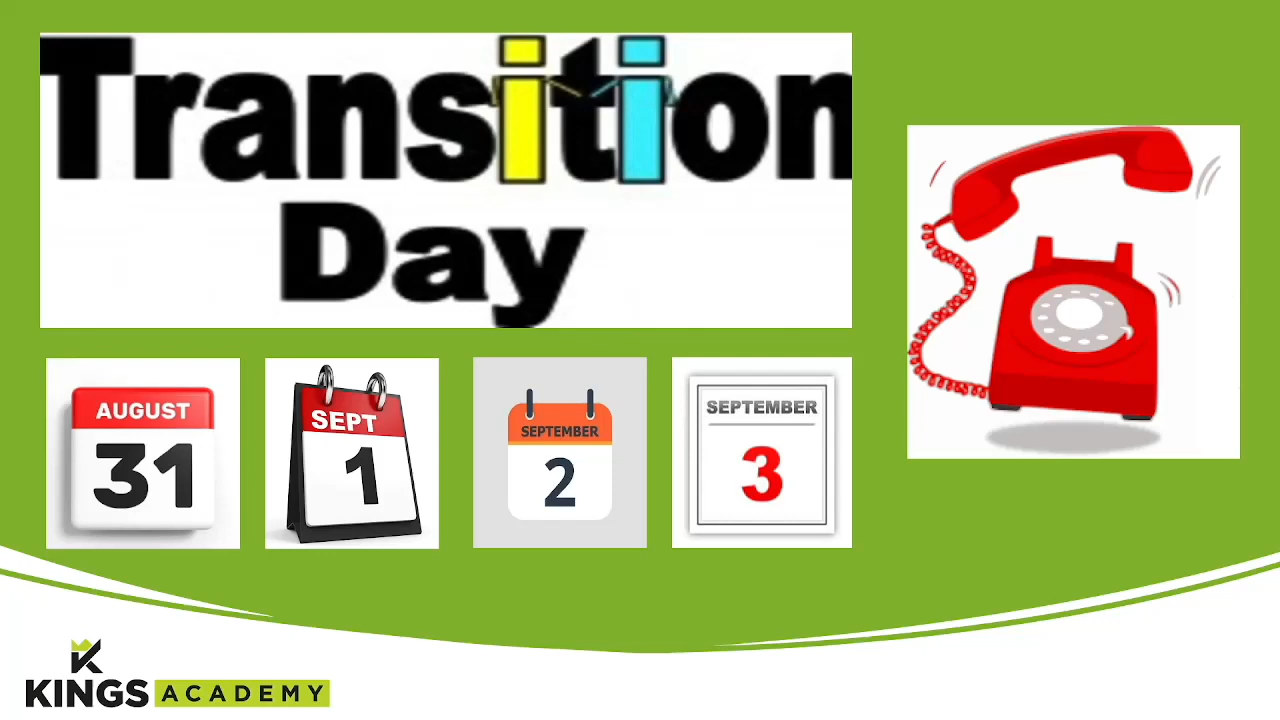 Transition
Day
AUGUST
31
SEPT
1
SEPTEMBER
2
SEPTEMBER
3
KINGS ACADEMY